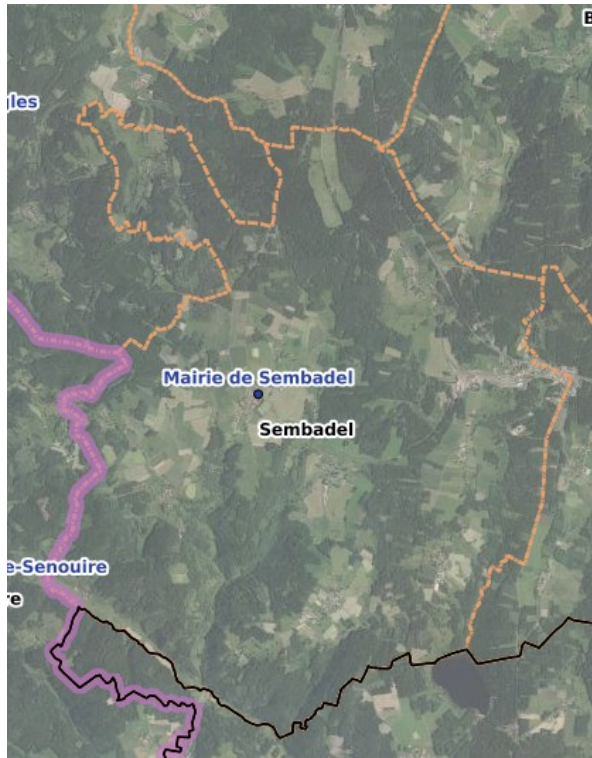 B
gles
Mairie de Sembadel
Sembadel
e-Senouire
re